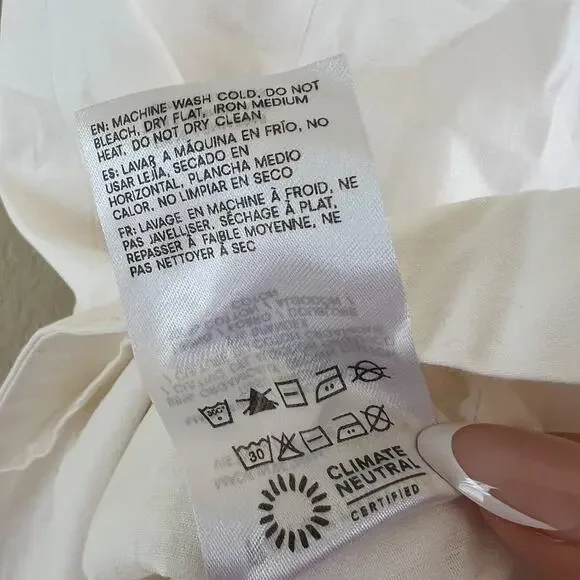 EN: MACHINE WASH COLD, DO NOT
BLEACH, DRY FLAT, IRON MEDIUM
HEAT. DO NOT DRY CLEAN
ES: LAVAR A MÁQUINA EN FRÍO, NO
USAR LEJÍA, SECADO EN
HORIZONTAL, PLANCHA MEDIO
CALOR, NO LIMPIAR EN SECO
FR: LAVAGE EN MACHINE À FROID, NE
PAS JAVELLISER, SÉCHAGE À PLAT,
REPASSER À FAIBLE MOYENNE, NE
PAS NETTOYER À SEC
30
CLIMATE
NEUTRAL
CERTIFIED